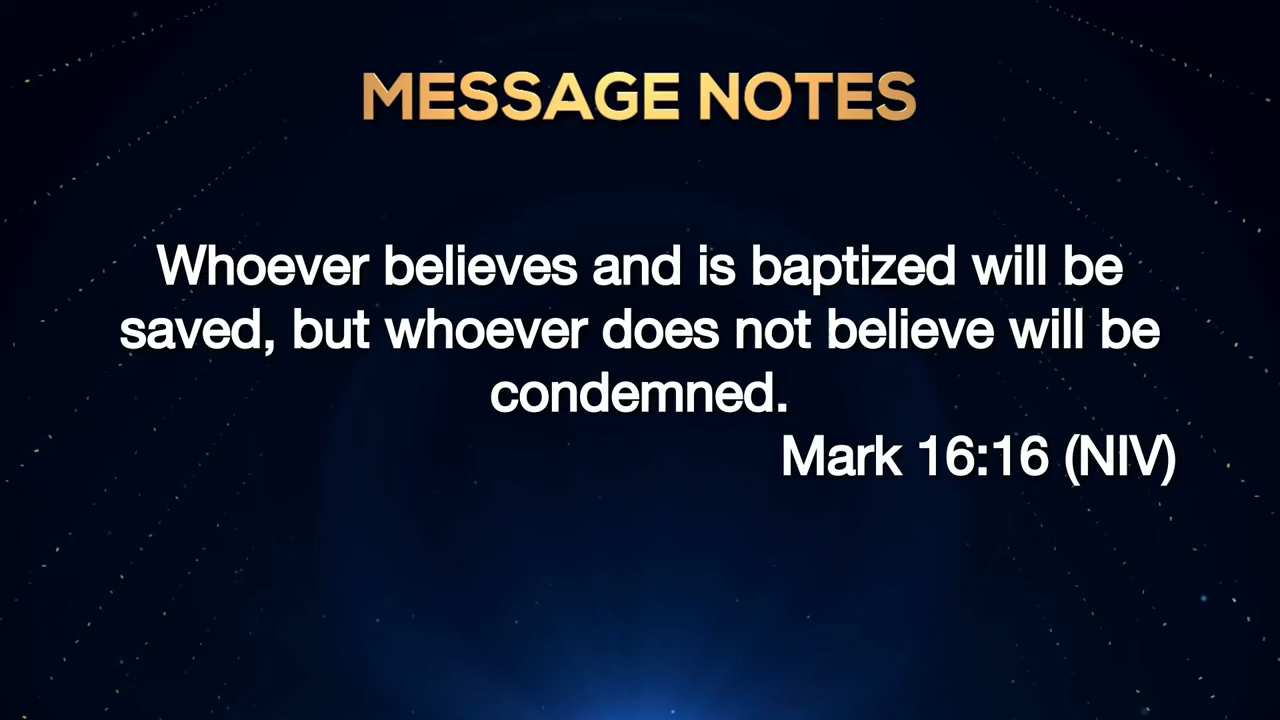 MESSAGE NOTES
Whoever believes and is baptized will be
saved, but whoever does not believe will be
condemned.
Mark 16:16 (NIV)